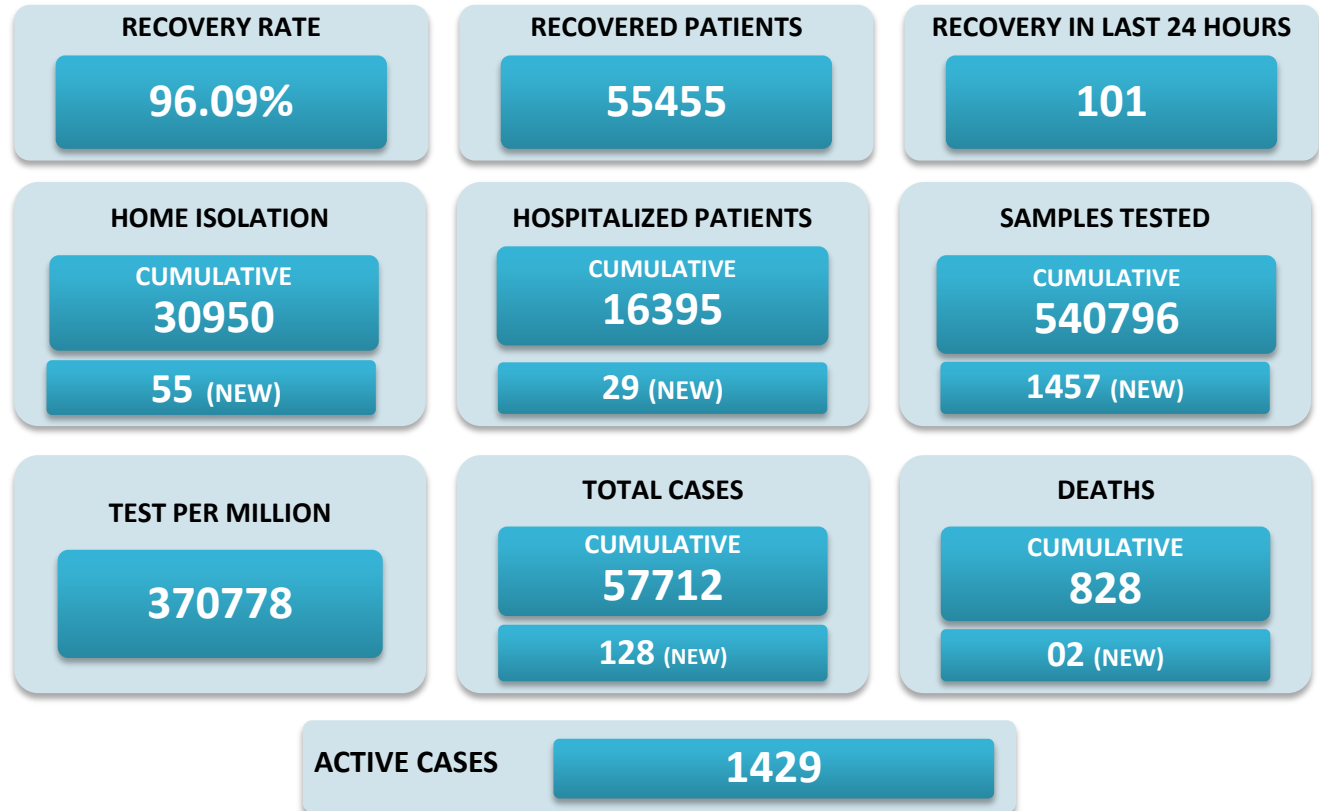 RECOVERY RATE
96.09%
RECOVERED PATIENTS
55455
RECOVERY IN LAST 24 HOURS
101
HOME ISOLATION
CUMULATIVE
30950
55 (NEW)
HOSPITALIZED PATIENTS
CUMULATIVE
16395
29 (NEW)
SAMPLES TESTED
CUMULATIVE
540796
1457 (NEW)
TEST PER MILLION
370778
TOTAL CASES
CUMULATIVE
57712
128 (NEW)
DEATHS
CUMULATIVE
828
02 (NEW)
ACTIVE CASES
1429